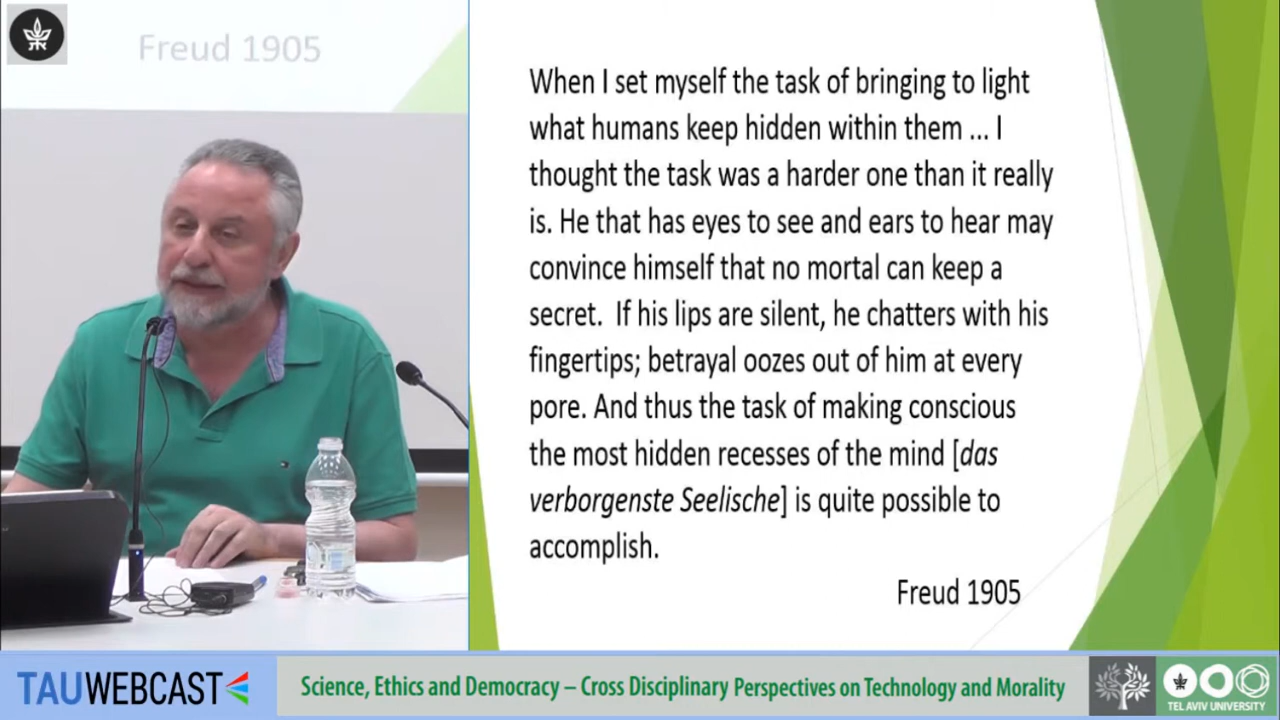 Freud 1905
When I set myself the task of bringing to light
what humans keep hidden within them ... I
thought the task was a harder one than it really
is. He that has eyes to see and ears to hear may
convince himself that no mortal can keep a
secret.  If his lips are silent, he chatters with his
fingertips; betrayal oozes out of him at every
pore. And thus the task of making conscious
the most hidden recesses of the mind [das
verborgenste Seelische] is quite possible to
accomplish.
Freud 1905
TAUWEBCAST
Science, Ethics and Democracy – Cross Disciplinary Perspectives on Technology and Morality
TEL AVIV UNIVERSITY